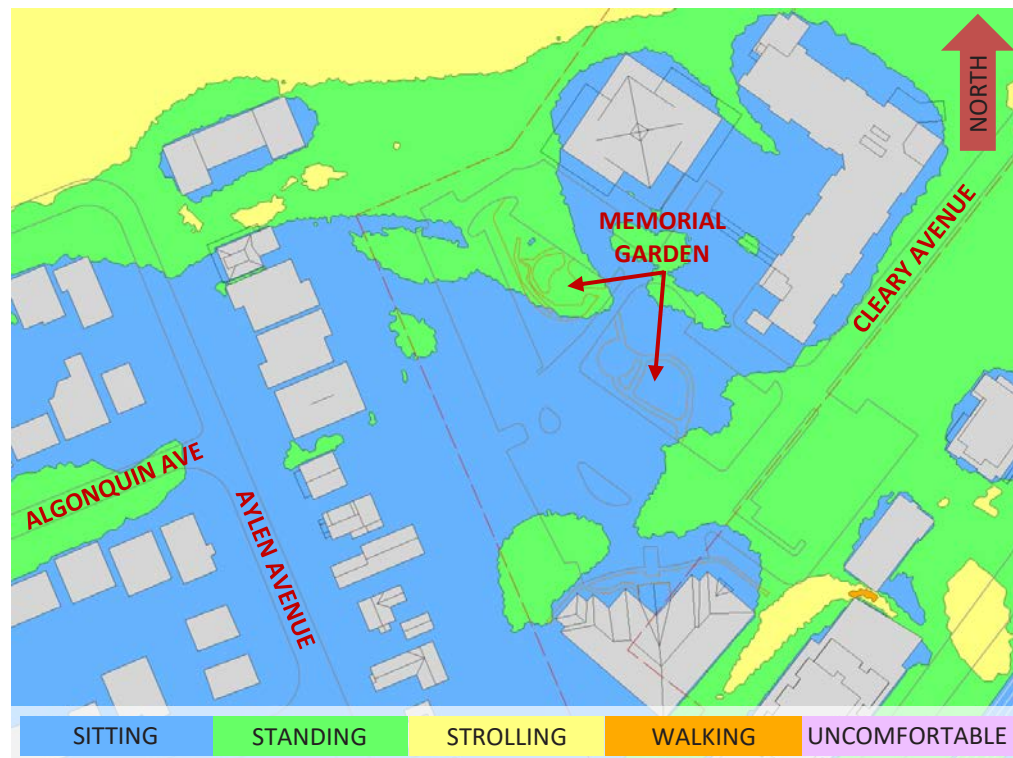 NORTH
MEMORIAL
GARDEN
CLEARY AVENUE
ALGONQUIN AVE
AYLEN AVENUE
SITTING
STANDING
STROLLING
WALKING
UNCOMFORTABLE